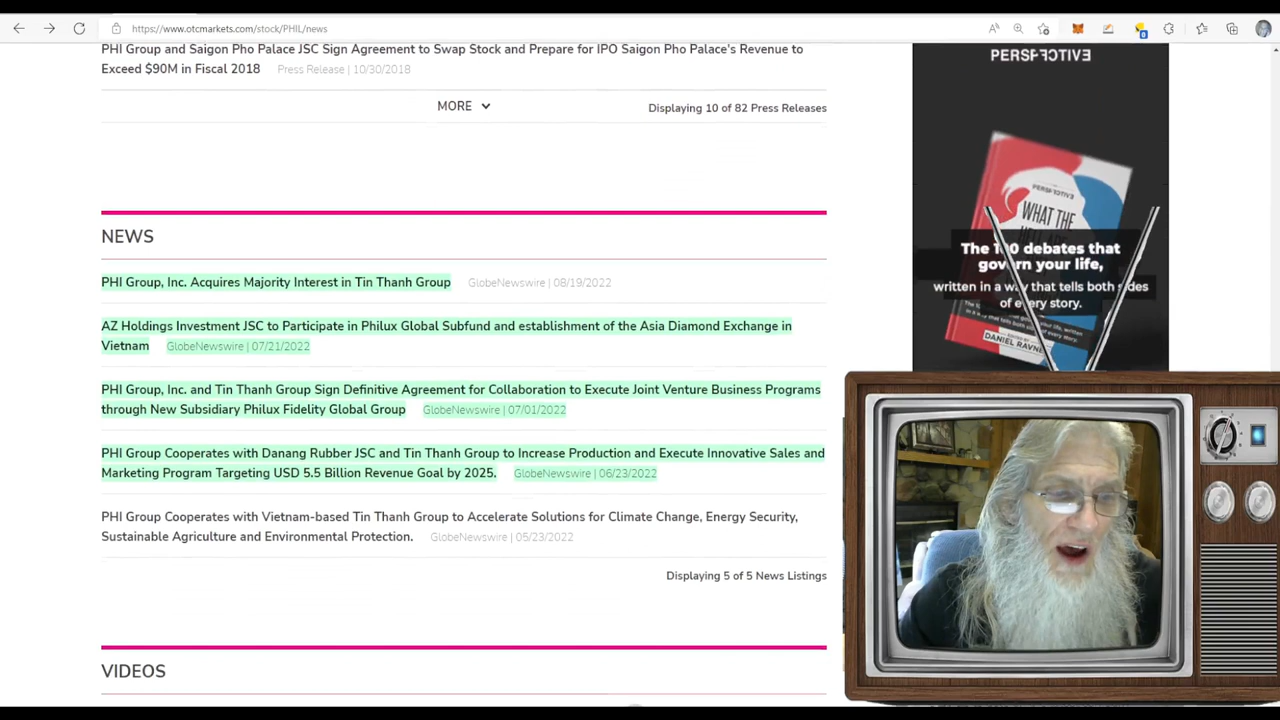 https://www.otcmarkets.com/stock/PHIL/news
PHI Group and Saigon Pho Palace JSC Sign Agreement to Swap Stock and Prepare for IPO Saigon Pho Palace's Revenue to
Exceed $90M in Fiscal 2018 Press Release | 10/30/2018
MORE
Displaying 10 of 82 Press Releases
NEWS
PHI Group, Inc. Acquires Majority Interest in Tin Thanh Group GlobeNewswire | 08/19/2022
AZ Holdings Investment JSC to Participate in Philux Global Subfund and establishment of the Asia Diamond Exchange in
Vietnam GlobeNewswire | 07/21/2022
PHI Group, Inc. and Tin Thanh Group Sign Definitive Agreement for Collaboration to Execute Joint Venture Business Programs
through New Subsidiary Philux Fidelity Global Group GlobeNewswire | 07/01/2022
PHI Group Cooperates with Danang Rubber JSC and Tin Thanh Group to Increase Production and Execute Innovative Sales and
Marketing Program Targeting USD 5.5 Billion Revenue Goal by 2025. GlobeNewswire | 06/23/2022
PHI Group Cooperates with Vietnam-based Tin Thanh Group to Accelerate Solutions for Climate Change, Energy Security,
Sustainable Agriculture and Environmental Protection. GlobeNewswire | 05/23/2022
Displaying 5 of 5 News Listings
VIDEOS
PERSPECTIVE
WHAT THE
The 100 debates that
govern your life,
written in a way that tells both sides
of every story.